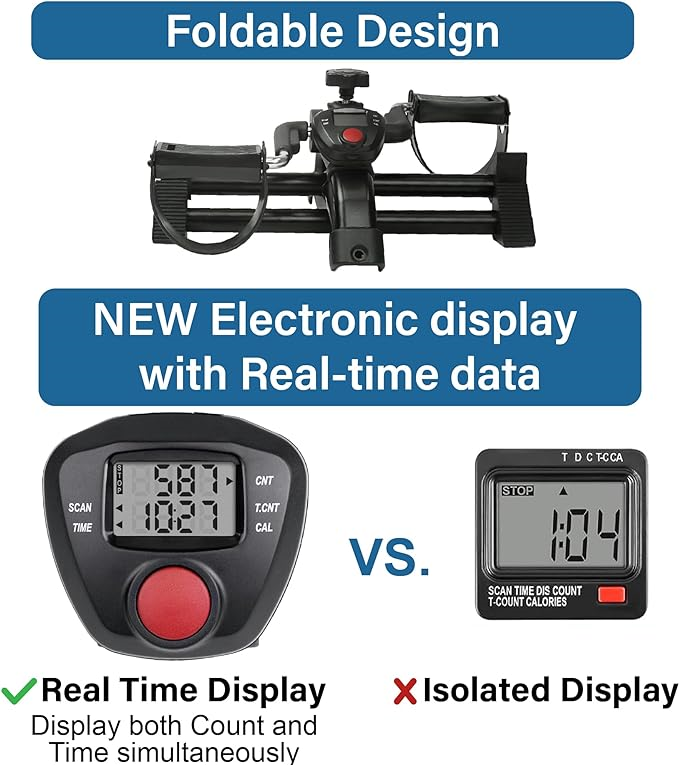 Foldable Design
NEW Electronic display
with Real-time data
STOP
587
CNT
SCAN
10:27
T.CNT
TIME
CAL
VS.
T D C T-C CA
STOP
1:04
SCAN TIME DIS COUNT
T-COUNT CALORIES
Real Time Display
Display both Count and
Time simultaneously
Isolated Display